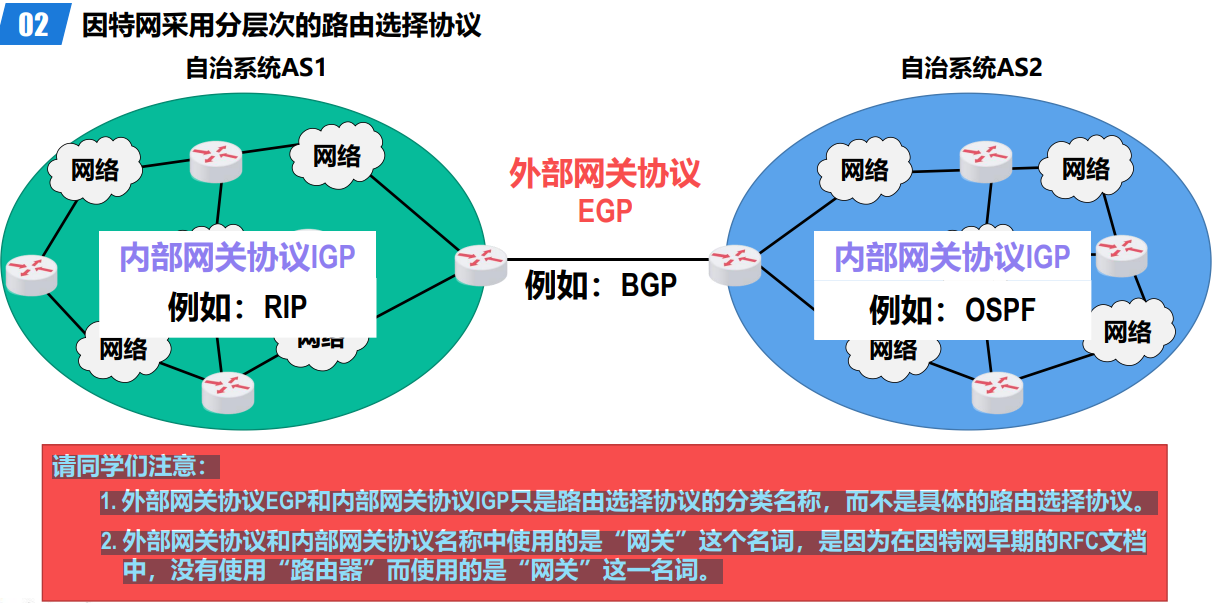 02 因特网采用分层次的路由选择协议
自治系统AS1
自治系统AS2
网络
网络
网络
网络
外部网关协议
EGP
例如：BGP
内部网关协议IGP
例如：RIP
内部网关协议IGP
例如：OSPF
网络
网络
网络
网络
请同学们注意：
1. 外部网关协议EGP和内部网关协议IGP只是路由选择协议的分类名称，而不是具体的路由选择协议。
2. 外部网关协议和内部网关协议名称中使用的是“网关”这个名词，是因为在因特网早期的RFC文档
中，没有使用“路由器”而使用的是“网关”这一名词。